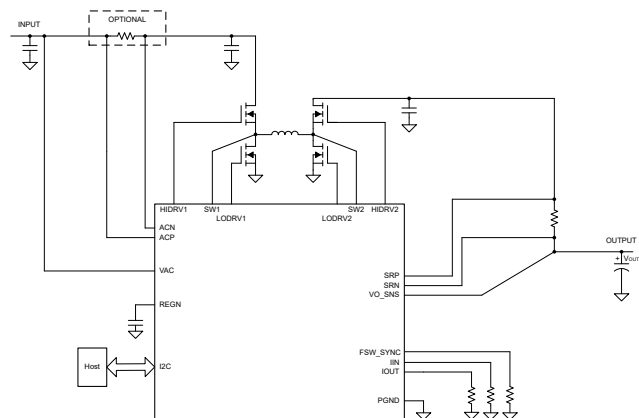 OPTIONAL
INPUT
HIDRV1
SW1
SW2
HIDRV2
LODRV1
LODRV2
ACN
ACP
VAC
REGN
Host
I2C
SRP
SRN
VO_SNS
OUTPUT
+ VOUT
FSW_SYNC
IIN
IOUT
PGND